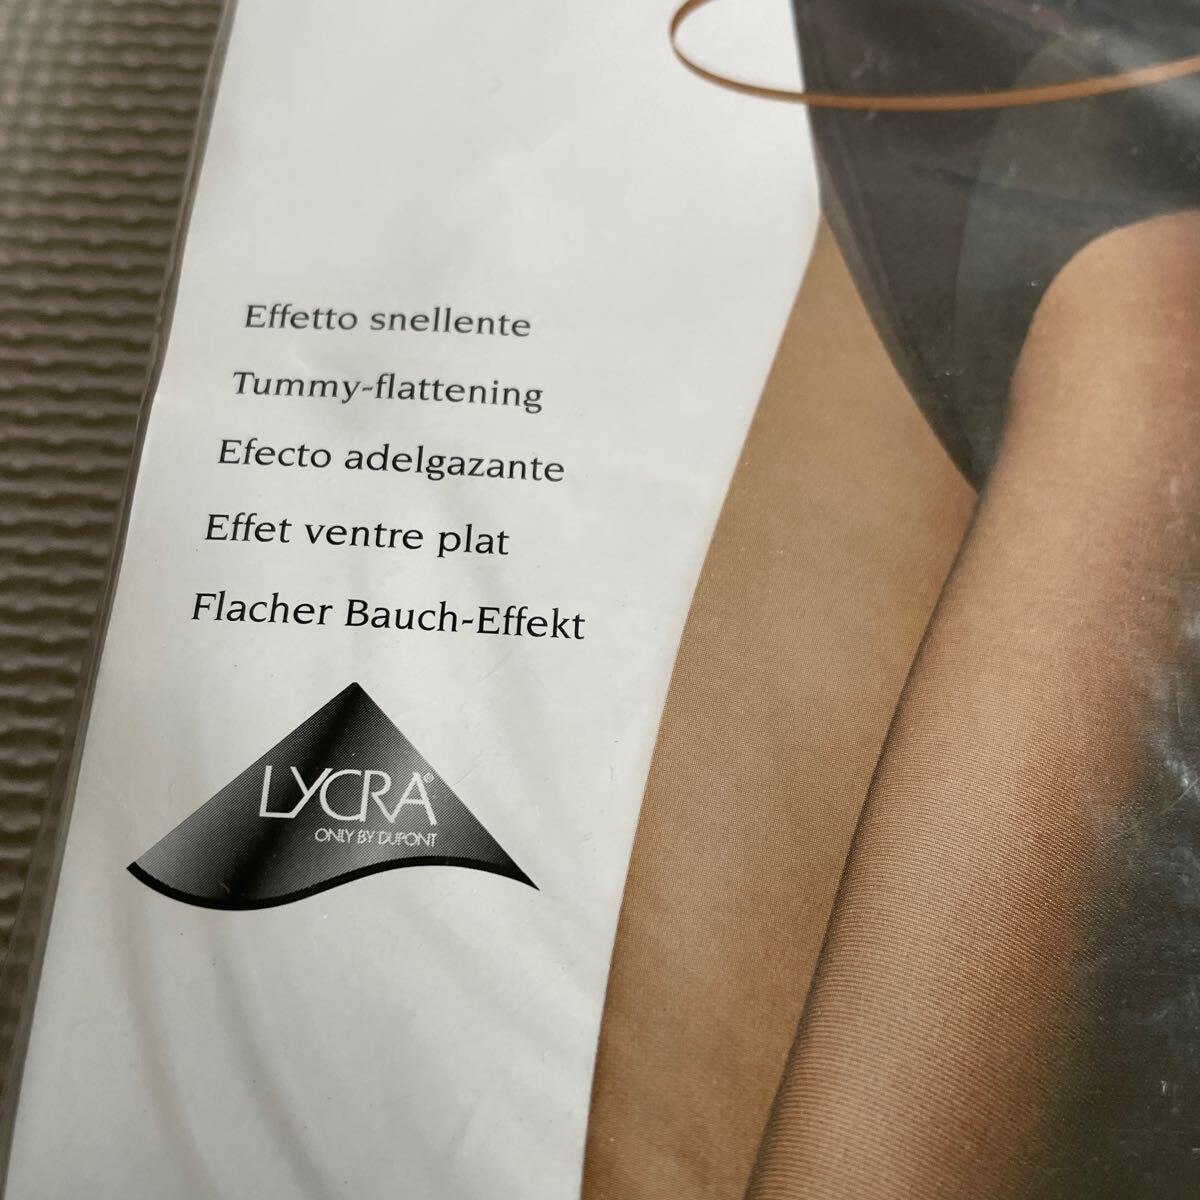 Effetto snellente
Tummy-flattening
Efecto adelgazante
Effet ventre plat
Flacher Bauch-Effekt
LYCRA®
ONLY BY DUPONT